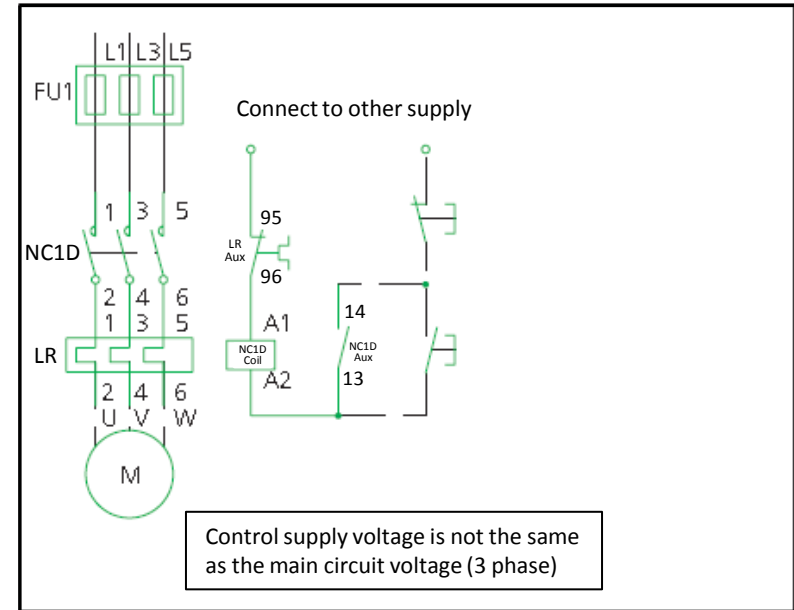 L1 L3 L5
FU1
Connect to other supply
1 3 5
NC1D
2 4 6
1 3 5
LR
2 4 6
U V W
M
95
LR
Aux
96
A1
NC1D
Coil
A2
14
NC1D
Aux
13
Control supply voltage is not the same
as the main circuit voltage (3 phase)